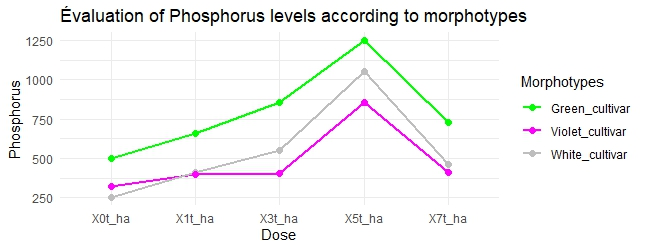 Évaluation of Phosphorus levels according to morphotypes
1250
1000
750
500
250
Phosphorus
X0t_ha X1t_ha X3t_ha X5t_ha X7t_ha
Dose
Morphotypes
Green_cultivar
Violet_cultivar
White_cultivar